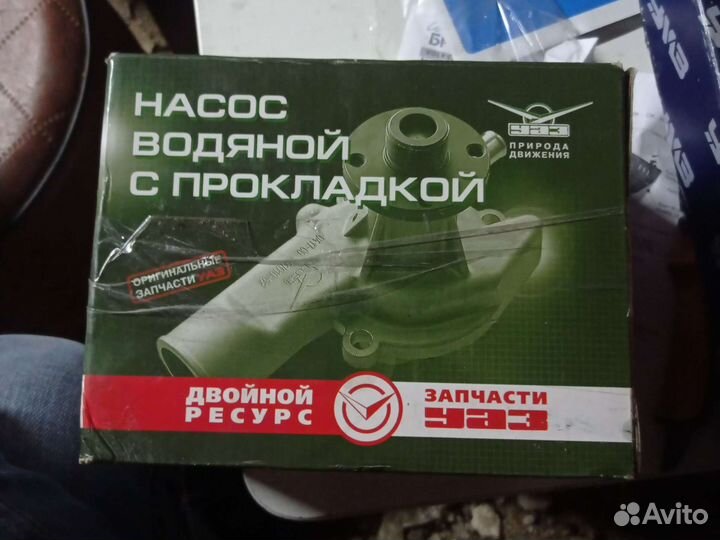 НАСОС
ВОДЯНОЙ
С ПРОКЛАДКОЙ
УАЗ
ПРИРОДА
ДВИЖЕНИЯ
ОРИГИНАЛЬНЫЕ
ЗАПЧАСТИ УАЗ
ДВОЙНОЙ
РЕСУРС
ЗАПЧАСТИ
УАЗ
Avito